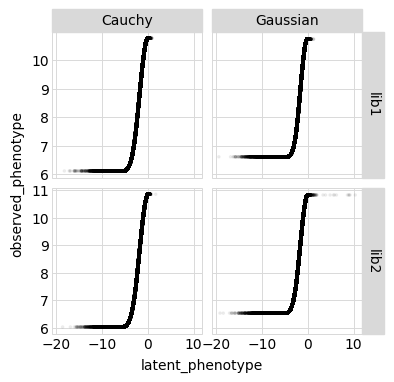 Cauchy Gaussian
lib1
10
9
8
7
6
lib2
11
10
9
8
7
6
−20 −10 0 10 −20 −10 0 10
latent_phenotype
observed_phenotype